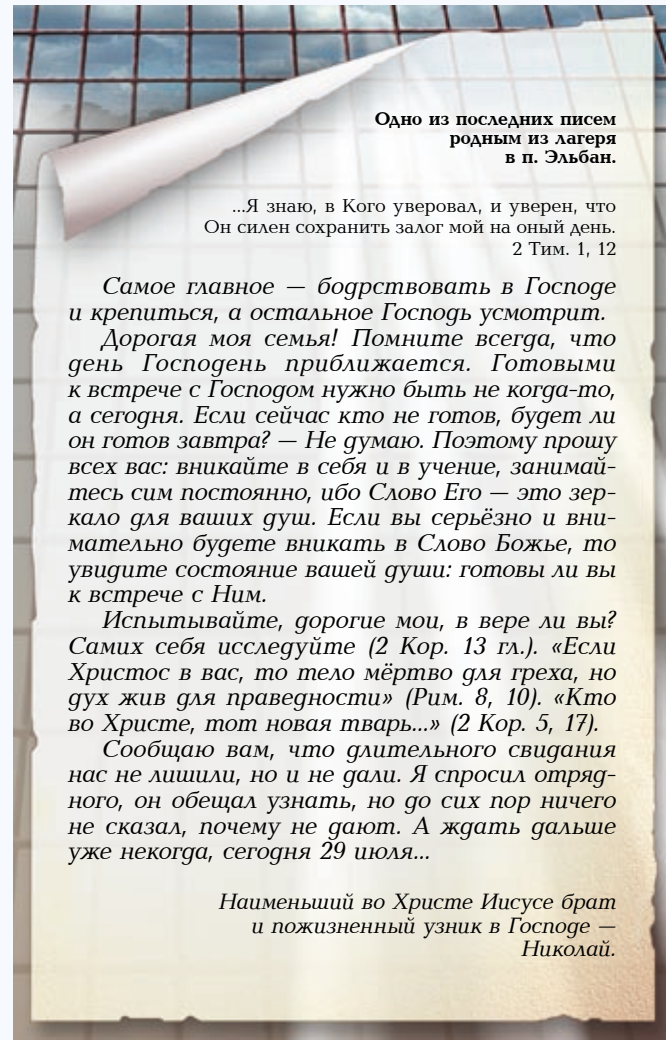 Одно из последних писем
родным из лагеря
в п. Эльбан.
...Я знаю, в Кого уверовал, и уверен, что
Он силен сохранить залог мой на оный день.
2 Тим. 1, 12
Самое главное — бодрствовать в Господе
и крепиться, а остальное Господь усмотрит.
Дорогая моя семья! Помните всегда, что
день Господень приближается. Готовыми
к встрече с Господом нужно быть не когда-то,
а сегодня. Если сейчас кто не готов, будет ли
он готов завтра? — Не думаю. Поэтому прошу
всех вас: вникайте в себя и в учение, занимай-
тесь сим постоянно, ибо Слово Его — это зер-
кало для ваших душ. Если вы серьёзно и вни-
мательно будете вникать в Слово Божье, то
увидите состояние вашей души: готовы ли вы
к встрече с Ним.
Испытывайте, дорогие мои, в вере ли вы?
Самих себя исследуйте (2 Кор. 13 гл.). «Если
Христос в вас, то тело мёртво для греха, но
дух жив для праведности» (Рим. 8, 10). «Кто
во Христе, тот новая тварь...» (2 Кор. 5, 17).
Сообщаю вам, что длительного свидания
нас не лишили, но и не дали. Я спросил отряд-
ного, он обещал узнать, но до сих пор ничего
не сказал, почему не дают. А ждать дальше
уже некогда, сегодня 29 июля...
Наименьший во Христе Иисусе брат
и пожизненный узник в Господе —
Николай.